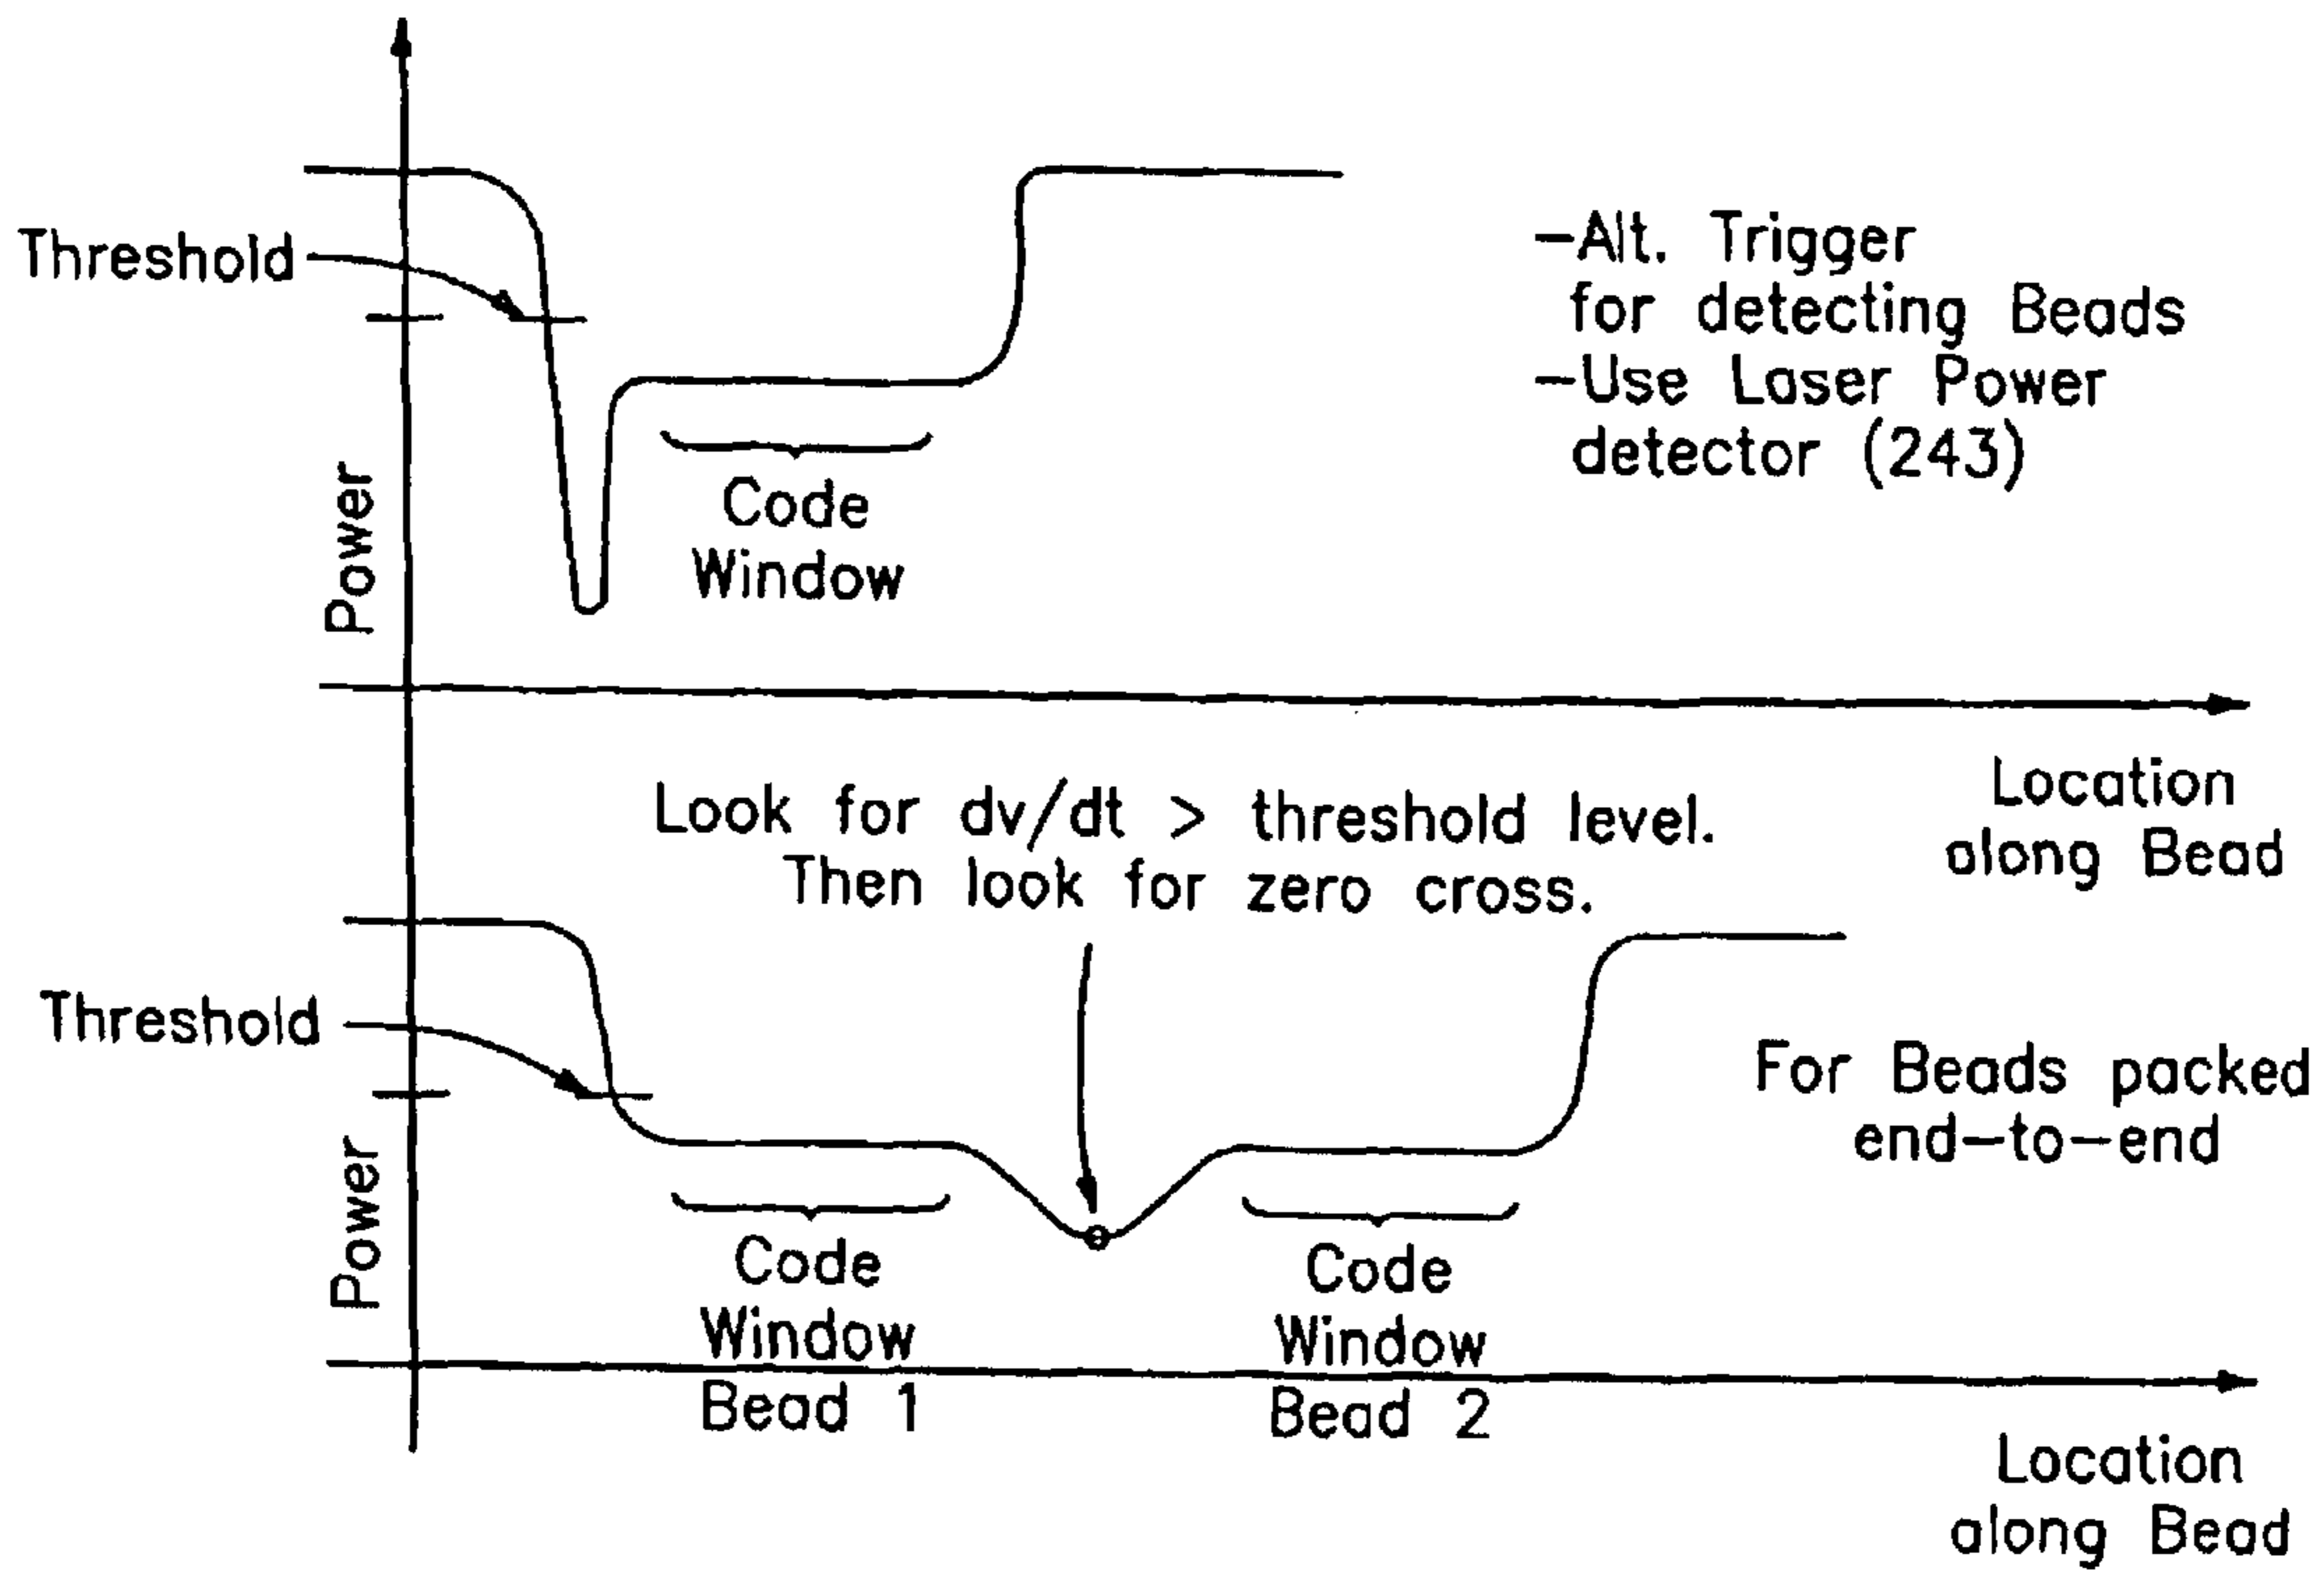 Threshold
—Alt. Trigger
for detecting Beads
—Use Laser Power
detector (243)
Code
Window
Power
Location
along Bead
Look for dv/dt > threshold level.
Then look for zero cross.
Threshold
For Beads packed
end—to—end
Power
Code
Window
Bead 1
Code
Window
Bead 2
Location
along Bead